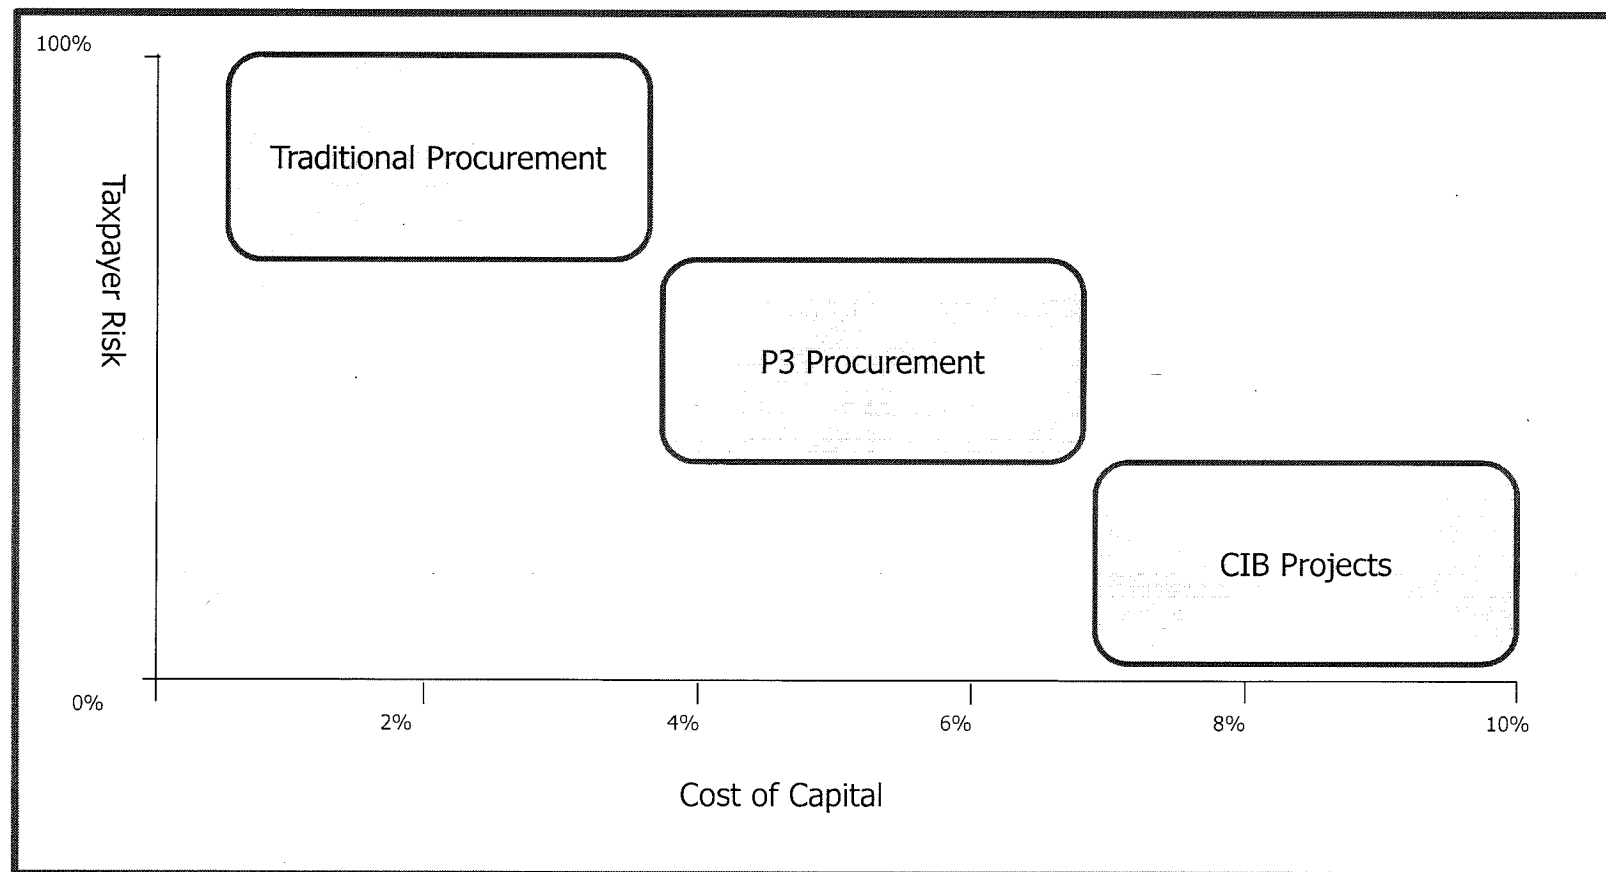 100%
Traditional Procurement
Taxpayer Risk
P3 Procurement
CIB Projects
0%
2%
4%
6%
8%
10%
Cost of Capital